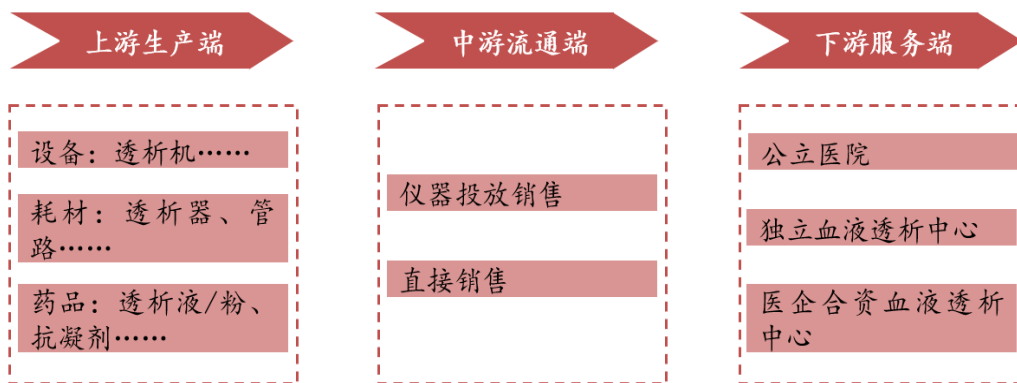 上游生产端
中游流通端
下游服务端
设备：透析机……
耗材：透析器、管
路……
药品：透析液/粉、
抗凝剂……
仪器投放销售
直接销售
公立医院
独立血液透析中心
医企合资血液透析
中心